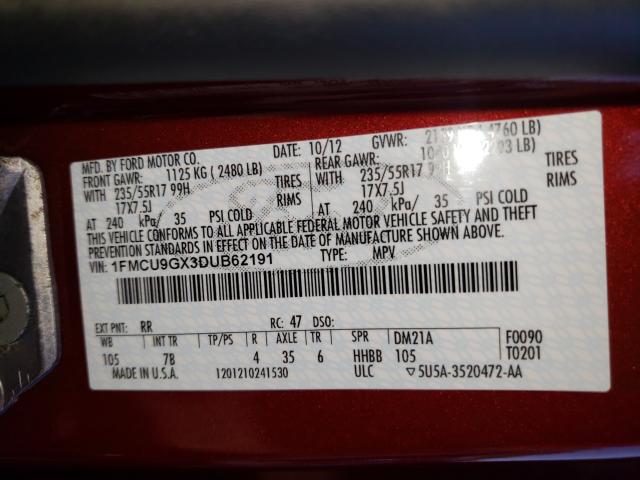 MFD. BY FORD MOTOR CO. DATE: 10/12 GVWR: 4760 LB)
FRONT GAWR: 1125 KG ( 2480 LB) REAR GAWR:
WITH 235/55R17 99H TIRES WITH 235/55R17 TIRES
17X7.5J RIMS 17X7.5J RIMS
AT 240 kPa/ 35 PSI COLD AT 240 kPa/ 35 PSI COLD
THIS VEHICLE CONFORMS TO ALL APPLICABLE FEDERAL MOTOR VEHICLE SAFETY AND THEFT
PREVENTION STANDARDS IN EFFECT ON THE DATE OF MANUFACTURE SHOWN ABOVE.
VIN: 1FMCU9GX3DUB62191 TYPE: MPV
EXT PNT: RR RC: 47 DSO:
WB INT TR TP/PS R AXLE TR SPR DM21A F0090
105 7B 4 35 6 HHBB 105 T0201
MADE IN U.S.A. 1201210241530 ULC ▽5U5A-3520472-AA